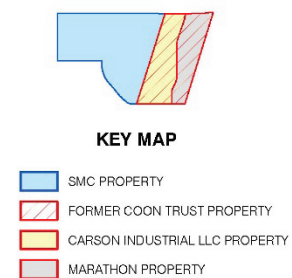 KEY MAP
SMC PROPERTY
FORMER COON TRUST PROPERTY
CARSON INDUSTRIAL LLC PROPERTY
MARATHON PROPERTY